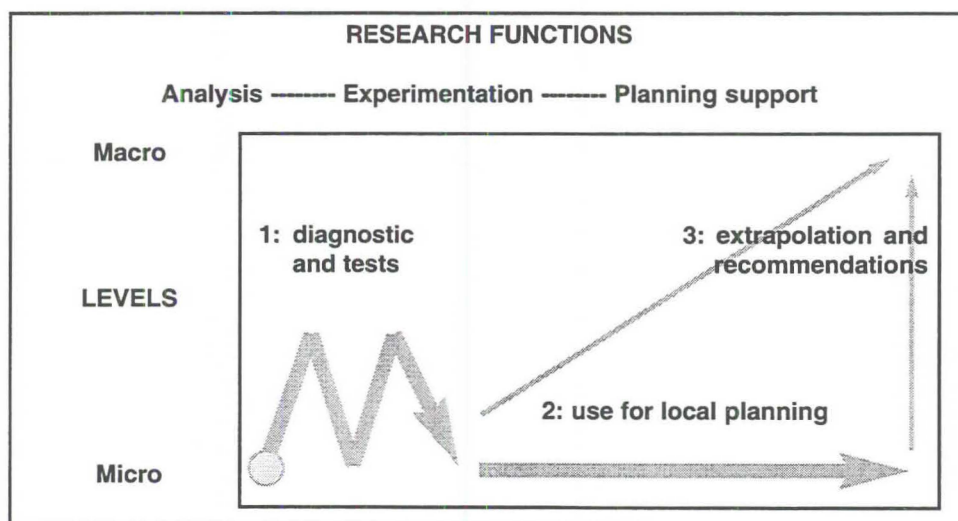 RESEARCH FUNCTIONS
Analysis -------- Experimentation -------- Planning support
Macro
1: diagnostic
and tests
3: extrapolation and
recommendations
LEVELS
2: use for local planning
Micro